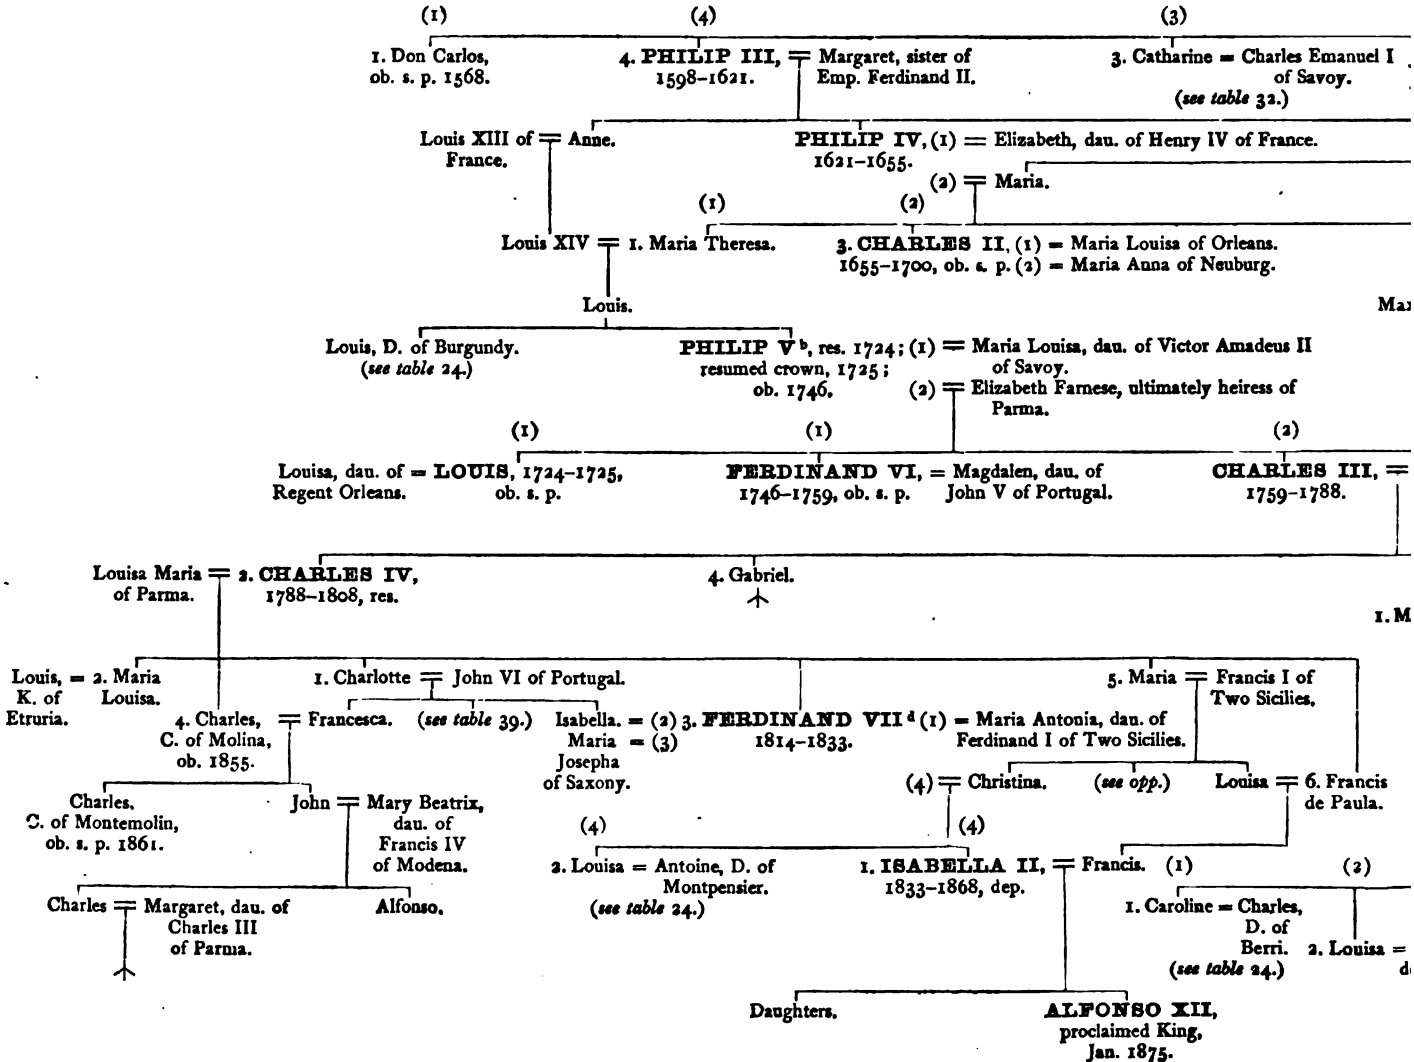 (1) (4) (3)
1. Don Carlos, 4. PHILIP III, = Margaret, sister of 3. Catharine = Charles Emanuel I
ob. s. p. 1568. 1598–1621. Emp. Ferdinand II. of Savoy.
(see table 32.)
Louis XIII of = Anne. PHILIP IV, (1) = Elizabeth, dau. of Henry IV of France.
France. 1621–1655.
(2) = Maria.
(1) (2)
Louis XIV = 1. Maria Theresa. 3. CHARLES II, (1) = Maria Louisa of Orleans.
1655–1700, ob. s. p. (2) = Maria Anna of Neuburg.
Louis. Max
Louis, D. of Burgundy. PHILIP V b, res. 1724; (1) = Maria Louisa, dau. of Victor Amadeus II
(see table 24.) resumed crown, 1725; of Savoy.
ob. 1746. (2) = Elizabeth Farnese, ultimately heiress of
Parma.
(1) (1) (2)
Louisa, dau. of = LOUIS, 1724–1725, FERDINAND VI, = Magdalen, dau. of CHARLES III, =
Regent Orleans. ob. s. p. 1746–1759, ob. s. p. John V of Portugal. 1759–1788.
Louisa Maria = 2. CHARLES IV, 4. Gabriel.
of Parma. 1788–1808, res.
1. M
Louis, = 2. Maria 1. Charlotte = John VI of Portugal. 5. Maria = Francis I of
K. of Louisa. Two Sicilies.
Etruria. 4. Charles, = Francesca. (see table 39.) Isabella. = (2) 3. FERDINAND VII d (1) = Maria Antonia, dau. of
C. of Molina, Maria = (3) 1814–1833. Ferdinand I of Two Sicilies.
ob. 1855. Josepha
of Saxony. (4) = Christina. (see opp.) Louisa = 6. Francis
de Paula.
Charles, John = Mary Beatrix,
C. of Montemolin, dau. of (4) (4)
ob. s. p. 1861. Francis IV
of Modena. 2. Louisa = Antoine, D. of 1. ISABELLA II, = Francis. (1) (2)
Montpensier. 1833–1868, dep.
(see table 24.)
Charles = Margaret, dau. of Alfonso. 1. Caroline = Charles,
Charles III D. of
of Parma. Berri. 2. Louisa =
(see table 24.) d
Daughters. ALFONSO XII,
proclaimed King,
Jan. 1875.